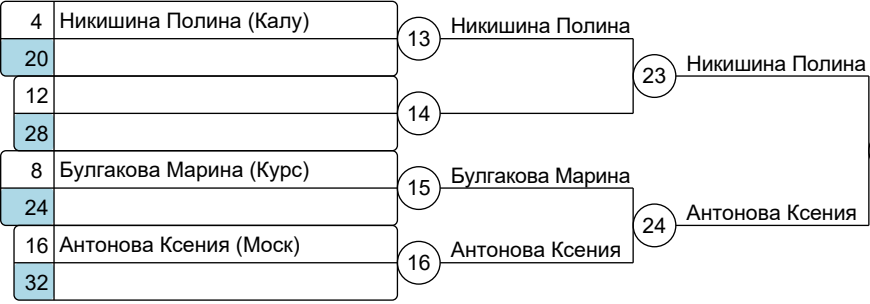 4 Никишина Полина (Калу)
20
13 Никишина Полина
12
28
14
23 Никишина Полина
8 Булгакова Марина (Курс)
24
15 Булгакова Марина
16 Антонова Ксения (Моск)
32
16 Антонова Ксения
24 Антонова Ксения